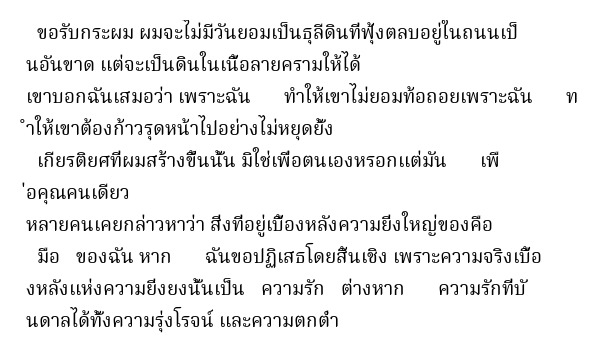 ขอรับกระผม ผมจะไม่มีวันยอมเป็นธุลีดินที่ฟุ้งตลบอยู่ในถนนเป็
นอันขาด แต่จะเป็นดินในเนื้อลายครามให้ได้
เขาบอกฉันเสมอว่า เพราะฉัน ทำให้เขาไม่ยอมท้อถอยเพราะฉัน ท
ำให้เขาต้องก้าวรุดหน้าไปอย่างไม่หยุดยั้ง
เกียรติยศที่ผมสร้างขึ้นนั้น มิใช่เพื่อตนเองหรอกแต่มัน เพื
่อคุณคนเดียว
หลายคนเคยกล่าวหาว่า สิ่งที่อยู่เบื้องหลังความยิ่งใหญ่ของคือ
มือ ของฉัน หาก ฉันขอปฏิเสธโดยสิ้นเชิง เพราะความจริงเบื้อ
งหลังแห่งความยิ่งยงนั้นเป็น ความรัก ต่างหาก ความรักที่บั
นดาลได้ทั้งความรุ่งโรจน์ และความตกต่ำ